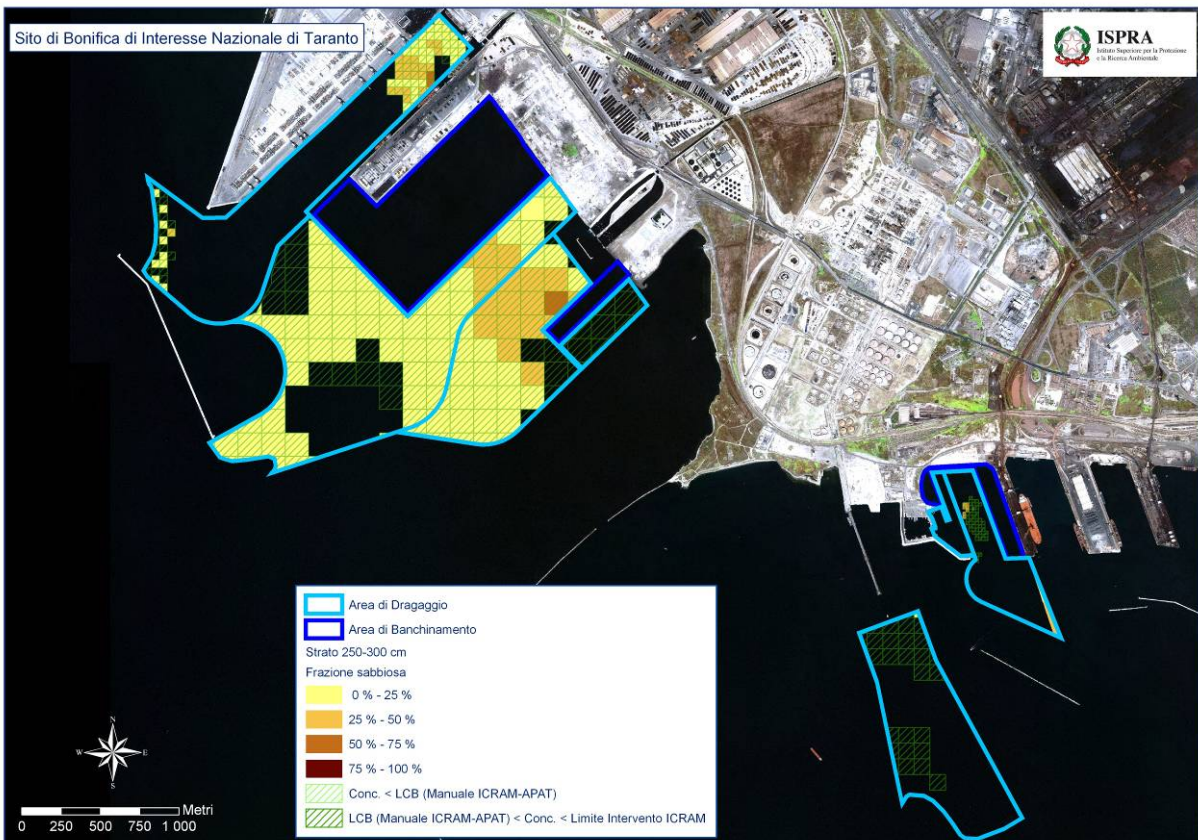 Sito di Bonifica di Interesse Nazionale di Taranto
ISPRA
Istituto Superiore per la Protezione
e la Ricerca Ambientale
Area di Dragaggio
Area di Banchinamento
Strato 250-300 cm
Frazione sabbiosa
0 % - 25 %
25 % - 50 %
50 % - 75 %
75 % - 100 %
Conc. < LCB (Manuale ICRAM-APAT)
LCB (Manuale ICRAM-APAT) < Conc. < Limite Intervento ICRAM
N
W E
S
Metri
0 250 500 750 1 000